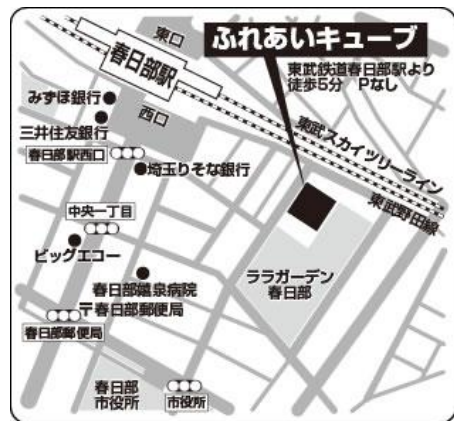 ふれあいキューブ
東武鉄道春日部駅より
徒歩5分 Pなし
東口
春日部駅
西口
みずほ銀行
三井住友銀行
春日部駅西口
埼玉りそな銀行
東武スカイツリーライン
東武野田線
中央一丁目
ビッグエコー
ララガーデン
春日部
春日部厚生病院
〒春日部郵便局
春日部郵便局
春日部
市役所
市役所